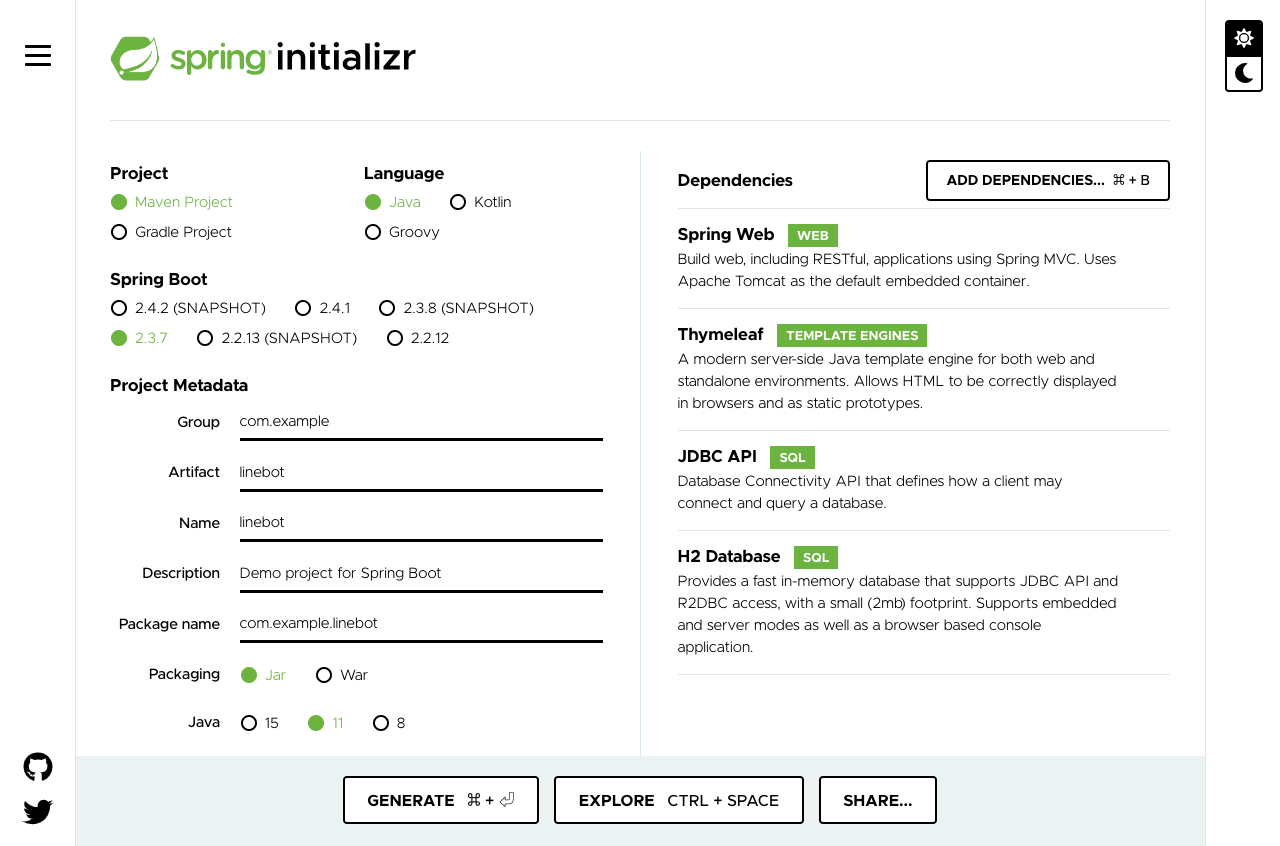 spring initializr
Project
Maven Project
Gradle Project
Language
Java Kotlin
Groovy
Spring Boot
2.4.2 (SNAPSHOT) 2.4.1 2.3.8 (SNAPSHOT)
2.3.7 2.2.13 (SNAPSHOT) 2.2.12
Project Metadata
Group com.example
Artifact linebot
Name linebot
Description Demo project for Spring Boot
Package name com.example.linebot
Packaging Jar War
Java 15 11 8
Dependencies ADD DEPENDENCIES... ⌘ + B
Spring Web WEB
Build web, including RESTful, applications using Spring MVC. Uses
Apache Tomcat as the default embedded container.
Thymeleaf TEMPLATE ENGINES
A modern server-side Java template engine for both web and
standalone environments. Allows HTML to be correctly displayed
in browsers and as static prototypes.
JDBC API SQL
Database Connectivity API that defines how a client may
connect and query a database.
H2 Database SQL
Provides a fast in-memory database that supports JDBC API and
R2DBC access, with a small (2mb) footprint. Supports embedded
and server modes as well as a browser based console
application.
GENERATE ⌘ + ⏎ EXPLORE CTRL + SPACE SHARE...